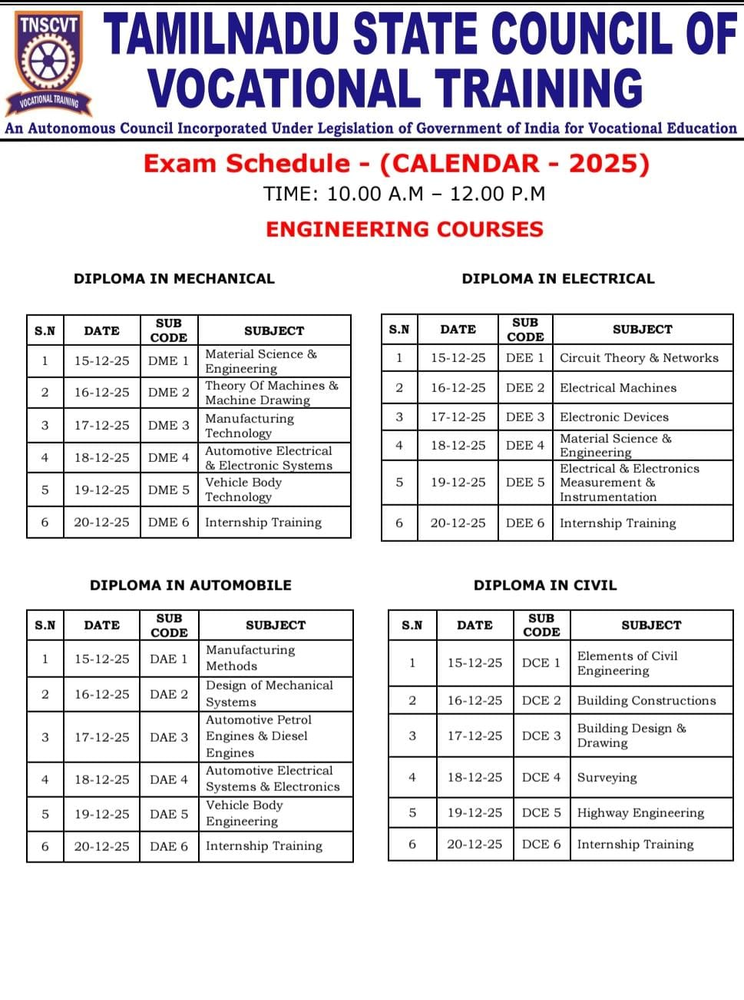 TNSCVT
VOCATIONAL TRAINING
TAMILNADU STATE COUNCIL OF
VOCATIONAL TRAINING
An Autonomous Council Incorporated Under Legislation of Government of India for Vocational Education
Exam Schedule - (CALENDAR - 2025)
TIME: 10.00 A.M – 12.00 P.M
ENGINEERING COURSES
DIPLOMA IN MECHANICAL
S.N DATE SUB CODE SUBJECT
1 15-12-25 DME 1 Material Science &
Engineering
2 16-12-25 DME 2 Theory Of Machines &
Machine Drawing
3 17-12-25 DME 3 Manufacturing
Technology
4 18-12-25 DME 4 Automotive Electrical
& Electronic Systems
5 19-12-25 DME 5 Vehicle Body
Technology
6 20-12-25 DME 6 Internship Training
DIPLOMA IN ELECTRICAL
S.N DATE SUB CODE SUBJECT
1 15-12-25 DEE 1 Circuit Theory & Networks
2 16-12-25 DEE 2 Electrical Machines
3 17-12-25 DEE 3 Electronic Devices
4 18-12-25 DEE 4 Material Science &
Engineering
5 19-12-25 DEE 5 Electrical & Electronics
Measurement &
Instrumentation
6 20-12-25 DEE 6 Internship Training
DIPLOMA IN AUTOMOBILE
S.N DATE SUB CODE SUBJECT
1 15-12-25 DAE 1 Manufacturing
Methods
2 16-12-25 DAE 2 Design of Mechanical
Systems
3 17-12-25 DAE 3 Automotive Petrol
Engines & Diesel
Engines
4 18-12-25 DAE 4 Automotive Electrical
Systems & Electronics
5 19-12-25 DAE 5 Vehicle Body
Engineering
6 20-12-25 DAE 6 Internship Training
DIPLOMA IN CIVIL
S.N DATE SUB CODE SUBJECT
1 15-12-25 DCE 1 Elements of Civil
Engineering
2 16-12-25 DCE 2 Building Constructions
3 17-12-25 DCE 3 Building Design &
Drawing
4 18-12-25 DCE 4 Surveying
5 19-12-25 DCE 5 Highway Engineering
6 20-12-25 DCE 6 Internship Training